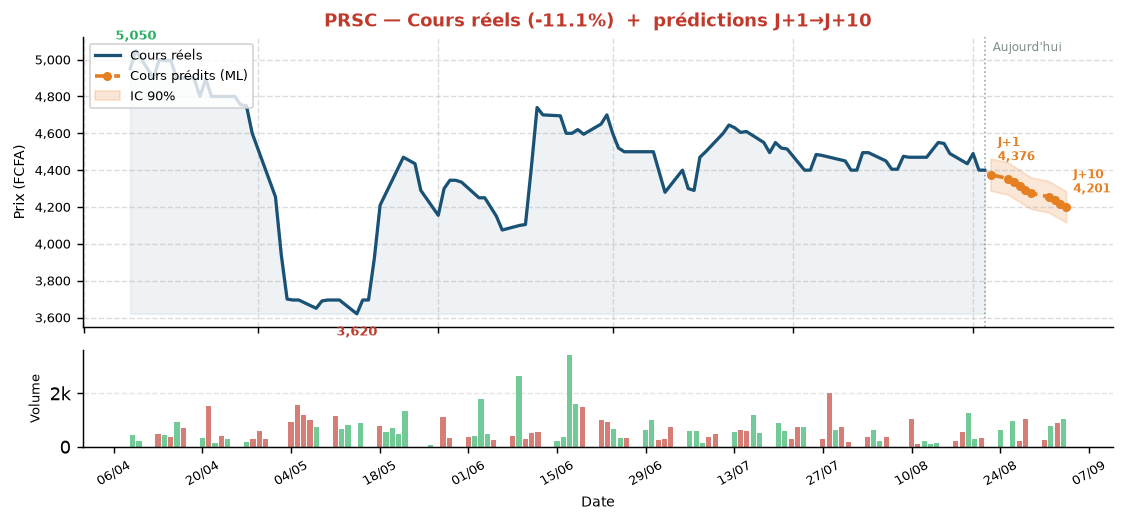 PRSC — Cours réels (-11.1%)  +  prédictions J+1→J+10
5,050
Cours réels
Cours prédits (ML)
IC 90%
Aujourd'hui
J+1
4,376
J+10
4,201
3,620
Prix (FCFA)
5,000
4,800
4,600
4,400
4,200
4,000
3,800
3,600
Volume
2k
0
06/04
20/04
04/05
18/05
01/06
15/06
29/06
13/07
27/07
10/08
24/08
07/09
Date